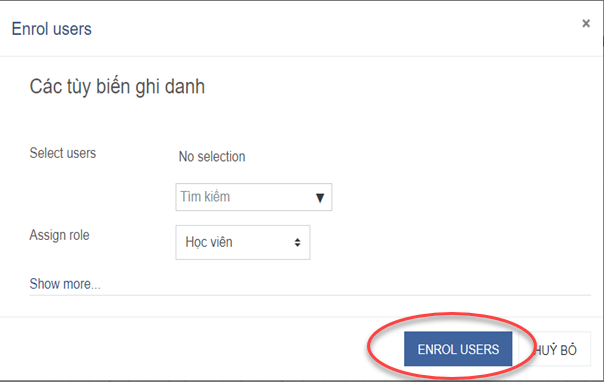 Enrol users
×
Các tùy biến ghi danh
Select users
No selection
Tìm kiếm ▼
Assign role
Học viên
Show more...
ENROL USERS
HUỶ BỎ